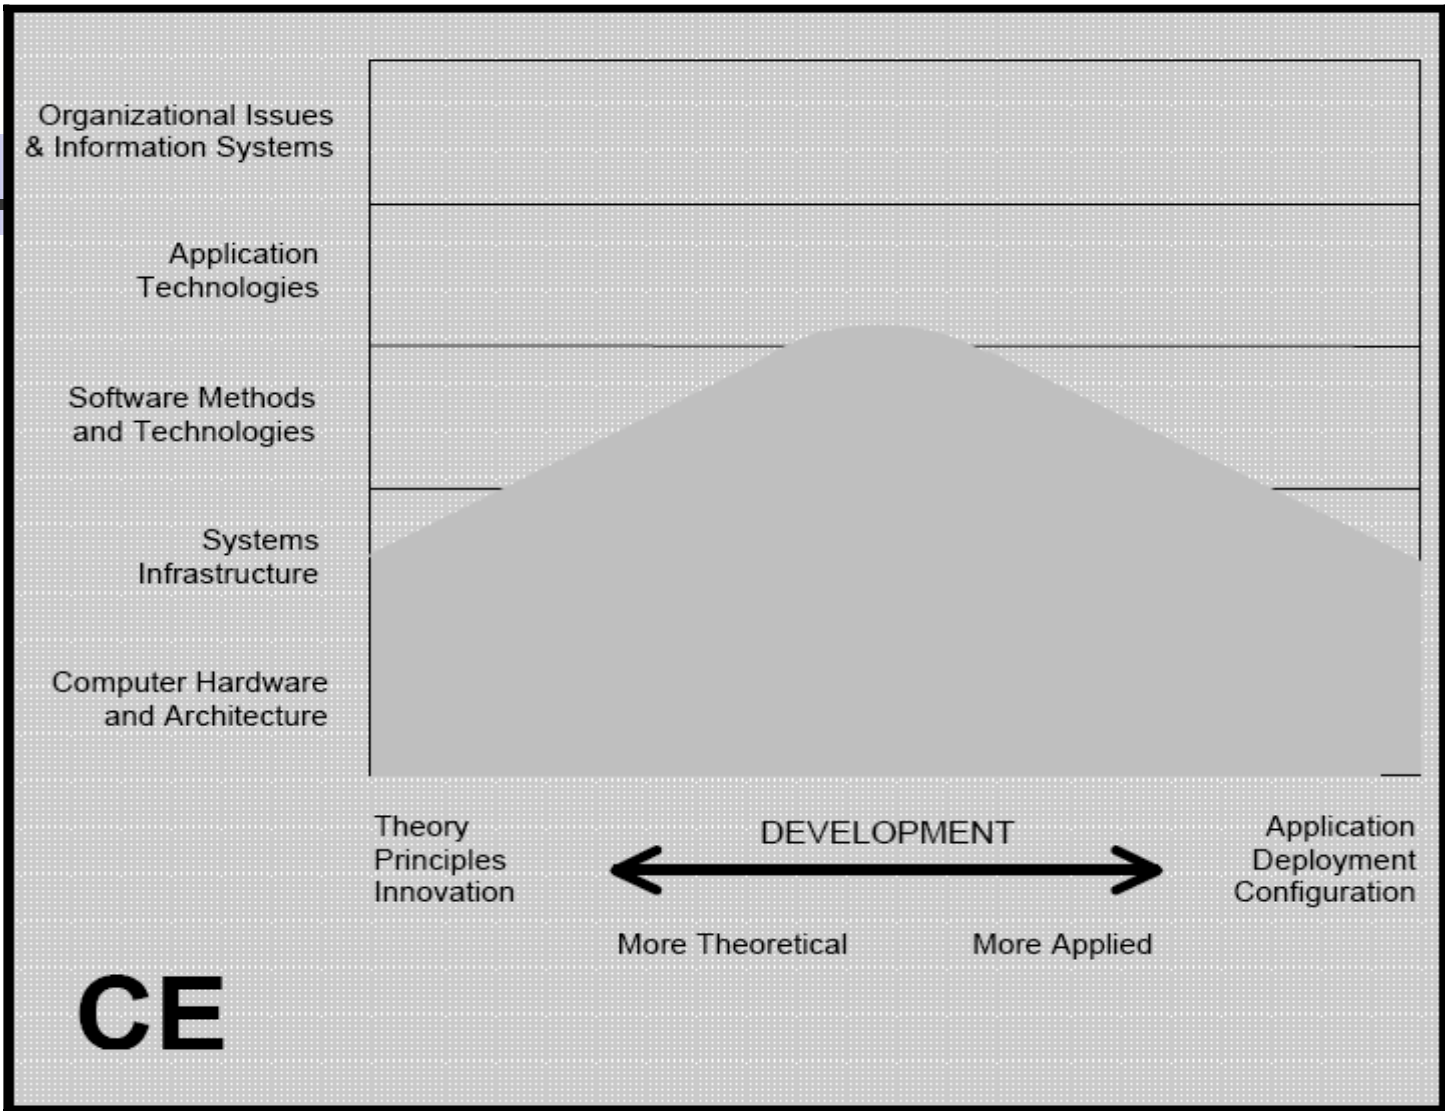 Organizational Issues
& Information Systems
Application
Technologies
Software Methods
and Technologies
Systems
Infrastructure
Computer Hardware
and Architecture
Theory
Principles
Innovation
DEVELOPMENT
Application
Deployment
Configuration
More Theoretical
More Applied
CE